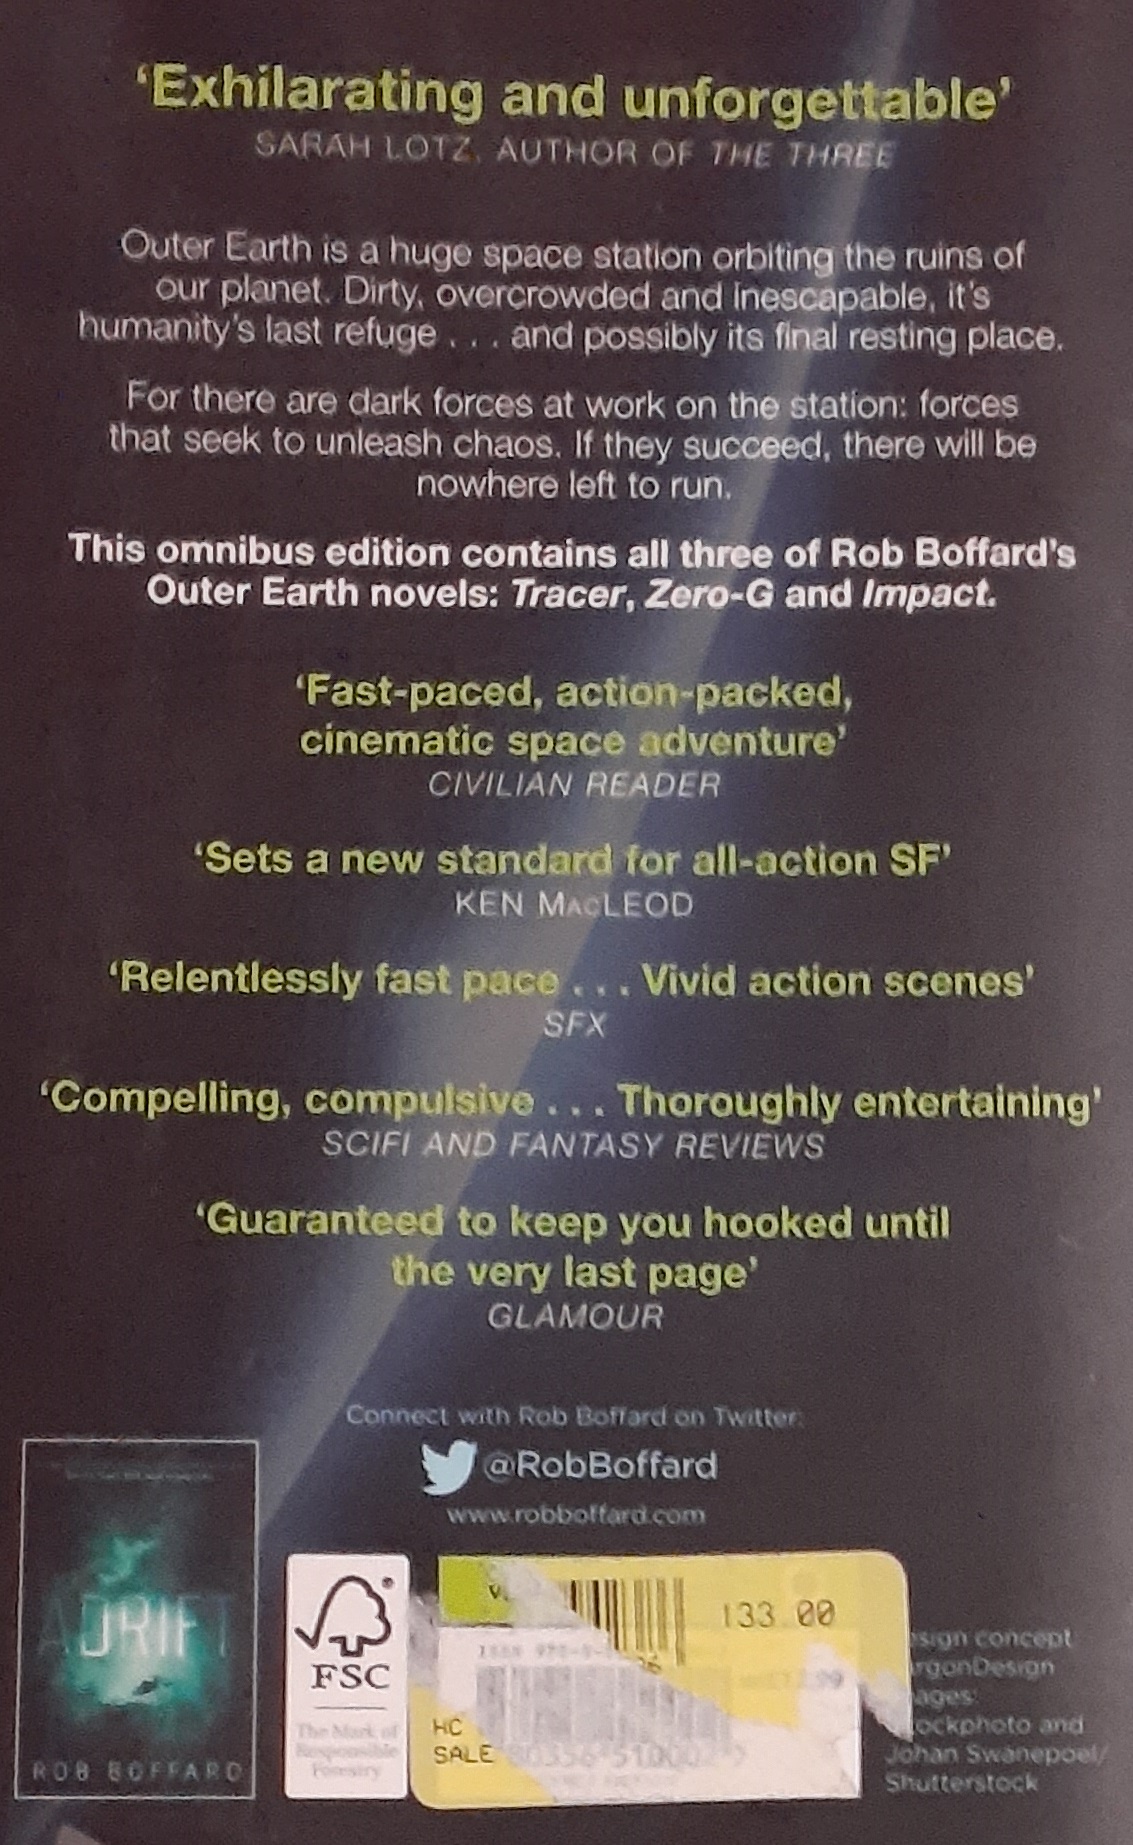 ‘Exhilarating and unforgettable’
SARAH LOTZ, AUTHOR OF THE THREE
Outer Earth is a huge space station orbiting the ruins of
our planet. Dirty, overcrowded and inescapable, it's
humanity's last refuge . . . and possibly its final resting place.
For there are dark forces at work on the station: forces
that seek to unleash chaos. If they succeed, there will be
nowhere left to run.
This omnibus edition contains all three of Rob Boffard's
Outer Earth novels: Tracer, Zero-G and Impact.
‘Fast-paced, action-packed,
cinematic space adventure’
CIVILIAN READER
‘Sets a new standard for all-action SF’
KEN MACLEOD
‘Relentlessly fast pace . . . Vivid action scenes’
SFX
‘Compelling, compulsive . . . Thoroughly entertaining’
SCIFI AND FANTASY REVIEWS
‘Guaranteed to keep you hooked until
the very last page’
GLAMOUR
Connect with Rob Boffard on Twitter:
@RobBoffard
www.robboffard.com
ADRIFT
ROB BOFFARD
®
FSC
The Mark of
Responsible
Forestry
133 00
ISBN
HC
SALE
sign concept
rgonDesign
ages:
ockphoto and
Johan Swanepoel/
Shutterstock